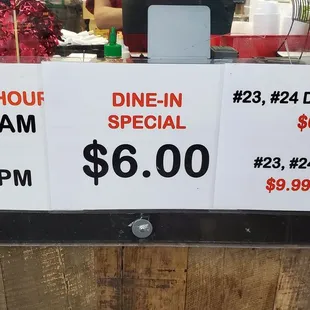 HOUR
AM
PM
DINE-IN
SPECIAL
$6.00
#23, #24 D
#23, #24
$9.99